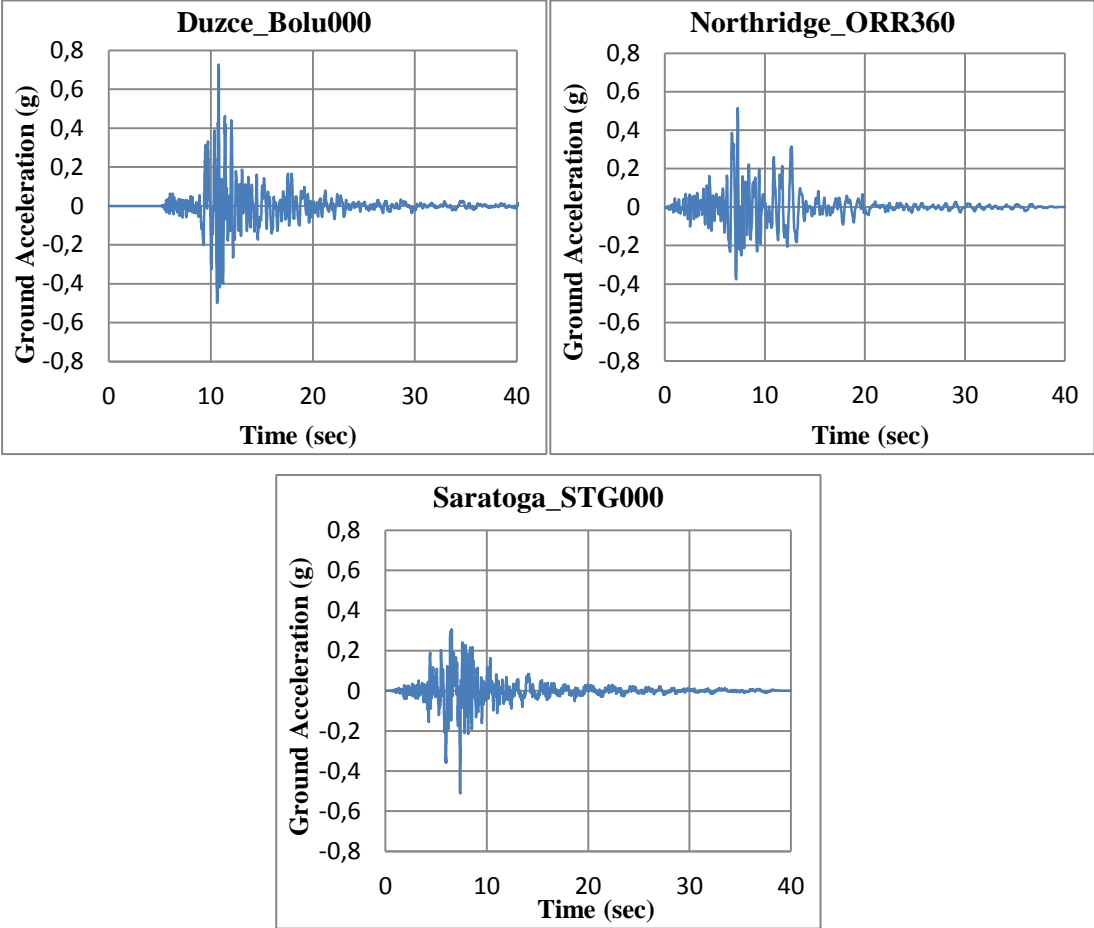 Duzce_Bolu000
Ground Acceleration (g)
0,8
0,6
0,4
0,2
0
-0,2
-0,4
-0,6
-0,8
0 10 20 30 40
Time (sec)
Northridge_ORR360
Ground Acceleration (g)
0,8
0,6
0,4
0,2
0
-0,2
-0,4
-0,6
-0,8
0 10 20 30 40
Time (sec)
Saratoga_STG000
Ground Acceleration (g)
0,8
0,6
0,4
0,2
0
-0,2
-0,4
-0,6
-0,8
0 10 20 30 40
Time (sec)